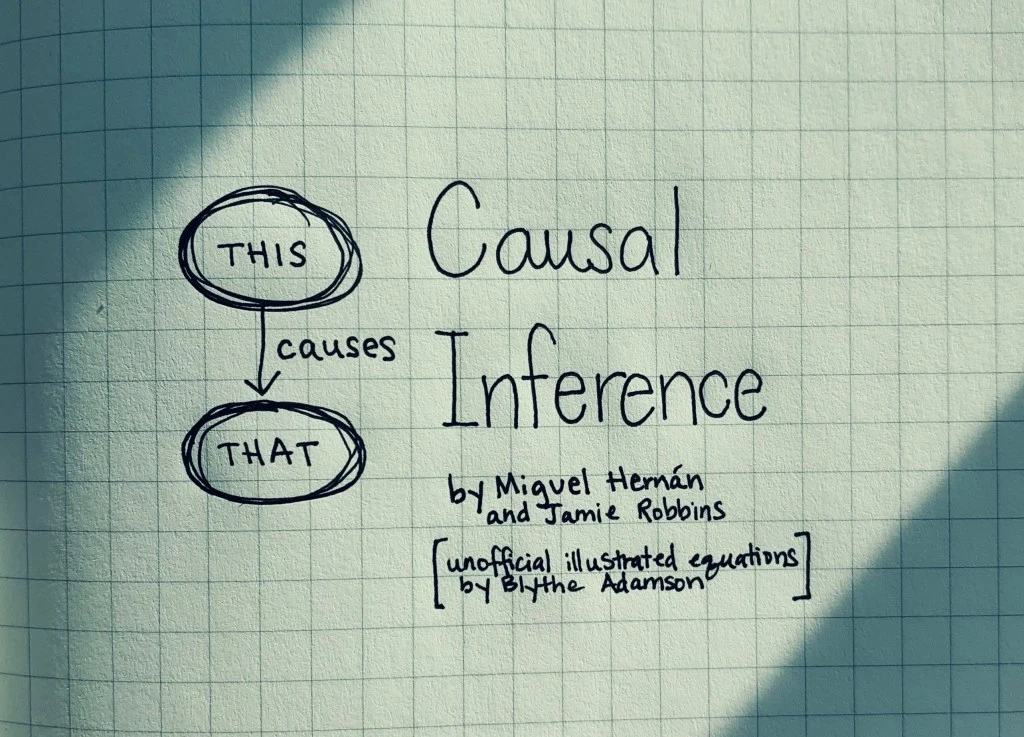 THIS
causes
THAT
Causal
Inference
by Miguel Hernán
and Jamie Robbins
[unofficial illustrated equations
by Blythe Adamson]